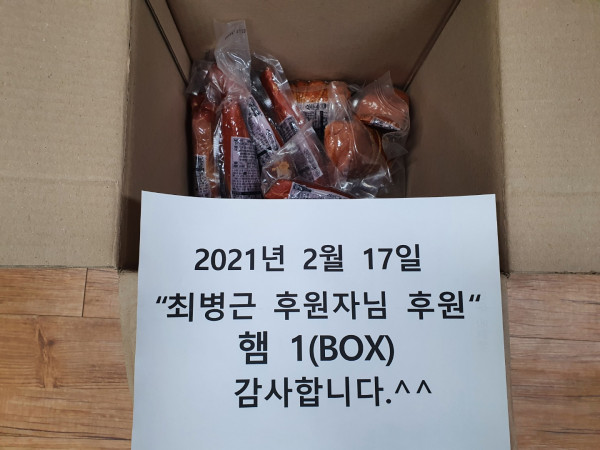 2021년 2월 17일
“최병근 후원자님 후원“
햄 1(BOX)
감사합니다.^^